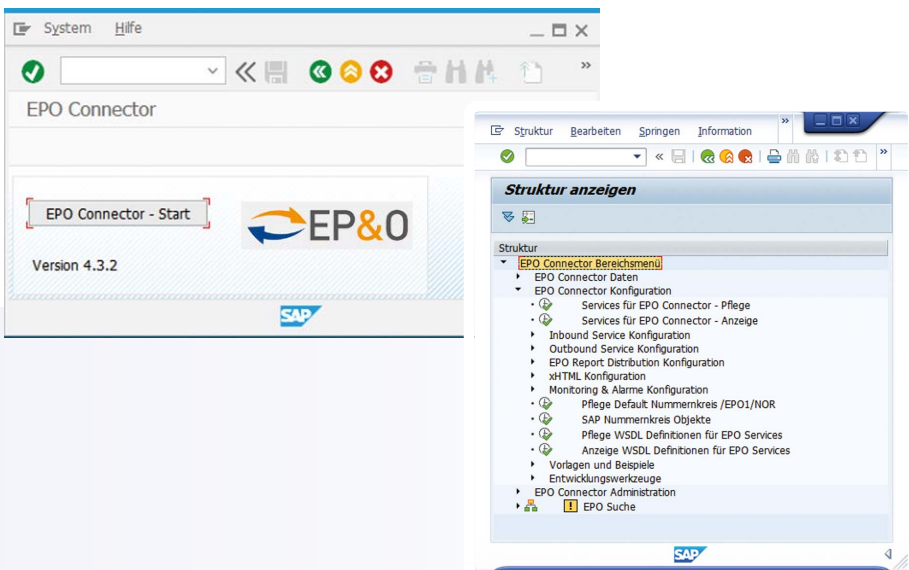 System Hilfe
EPO Connector
EPO Connector - Start
EP&O
Version 4.3.2
SAP
Struktur Bearbeiten Springen Information
Struktur anzeigen
Struktur
EPO Connector Bereichsmenü
EPO Connector Daten
EPO Connector Konfiguration
Services für EPO Connector - Pflege
Services für EPO Connector - Anzeige
Inbound Service Konfiguration
Outbound Service Konfiguration
EPO Report Distribution Konfiguration
xHTML Konfiguration
Monitoring & Alarme Konfiguration
Pflege Default Nummernkreis /EPO1/NOR
SAP Nummernkreis Objekte
Pflege WSDL Definitionen für EPO Services
Anzeige WSDL Definitionen für EPO Services
Vorlagen und Beispiele
Entwicklungswerkzeuge
EPO Connector Administration
EPO Suche
SAP